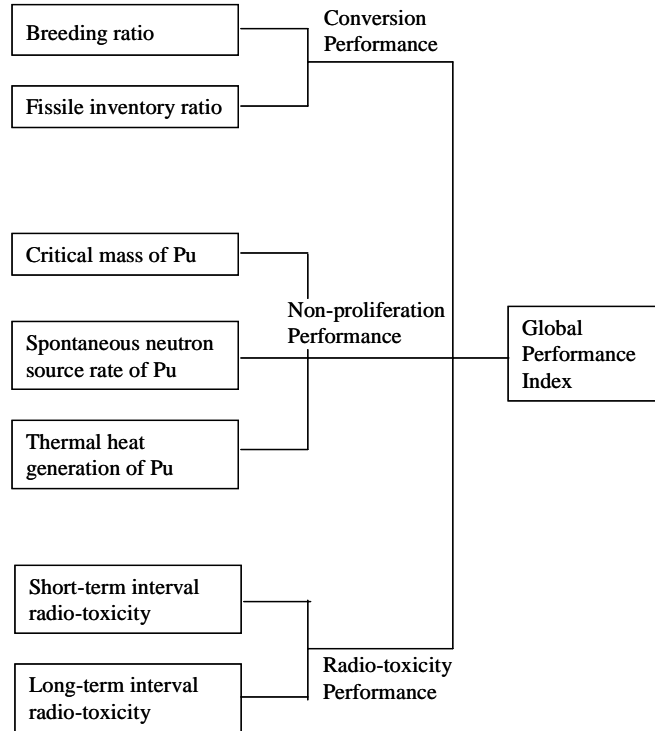 Breeding ratio
Conversion
Performance
Fissile inventory ratio
Critical mass of Pu
Non-proliferation
Performance
Spontaneous neutron
source rate of Pu
Global
Performance
Index
Thermal heat
generation of Pu
Short-term interval
radio-toxicity
Radio-toxicity
Performance
Long-term interval
radio-toxicity